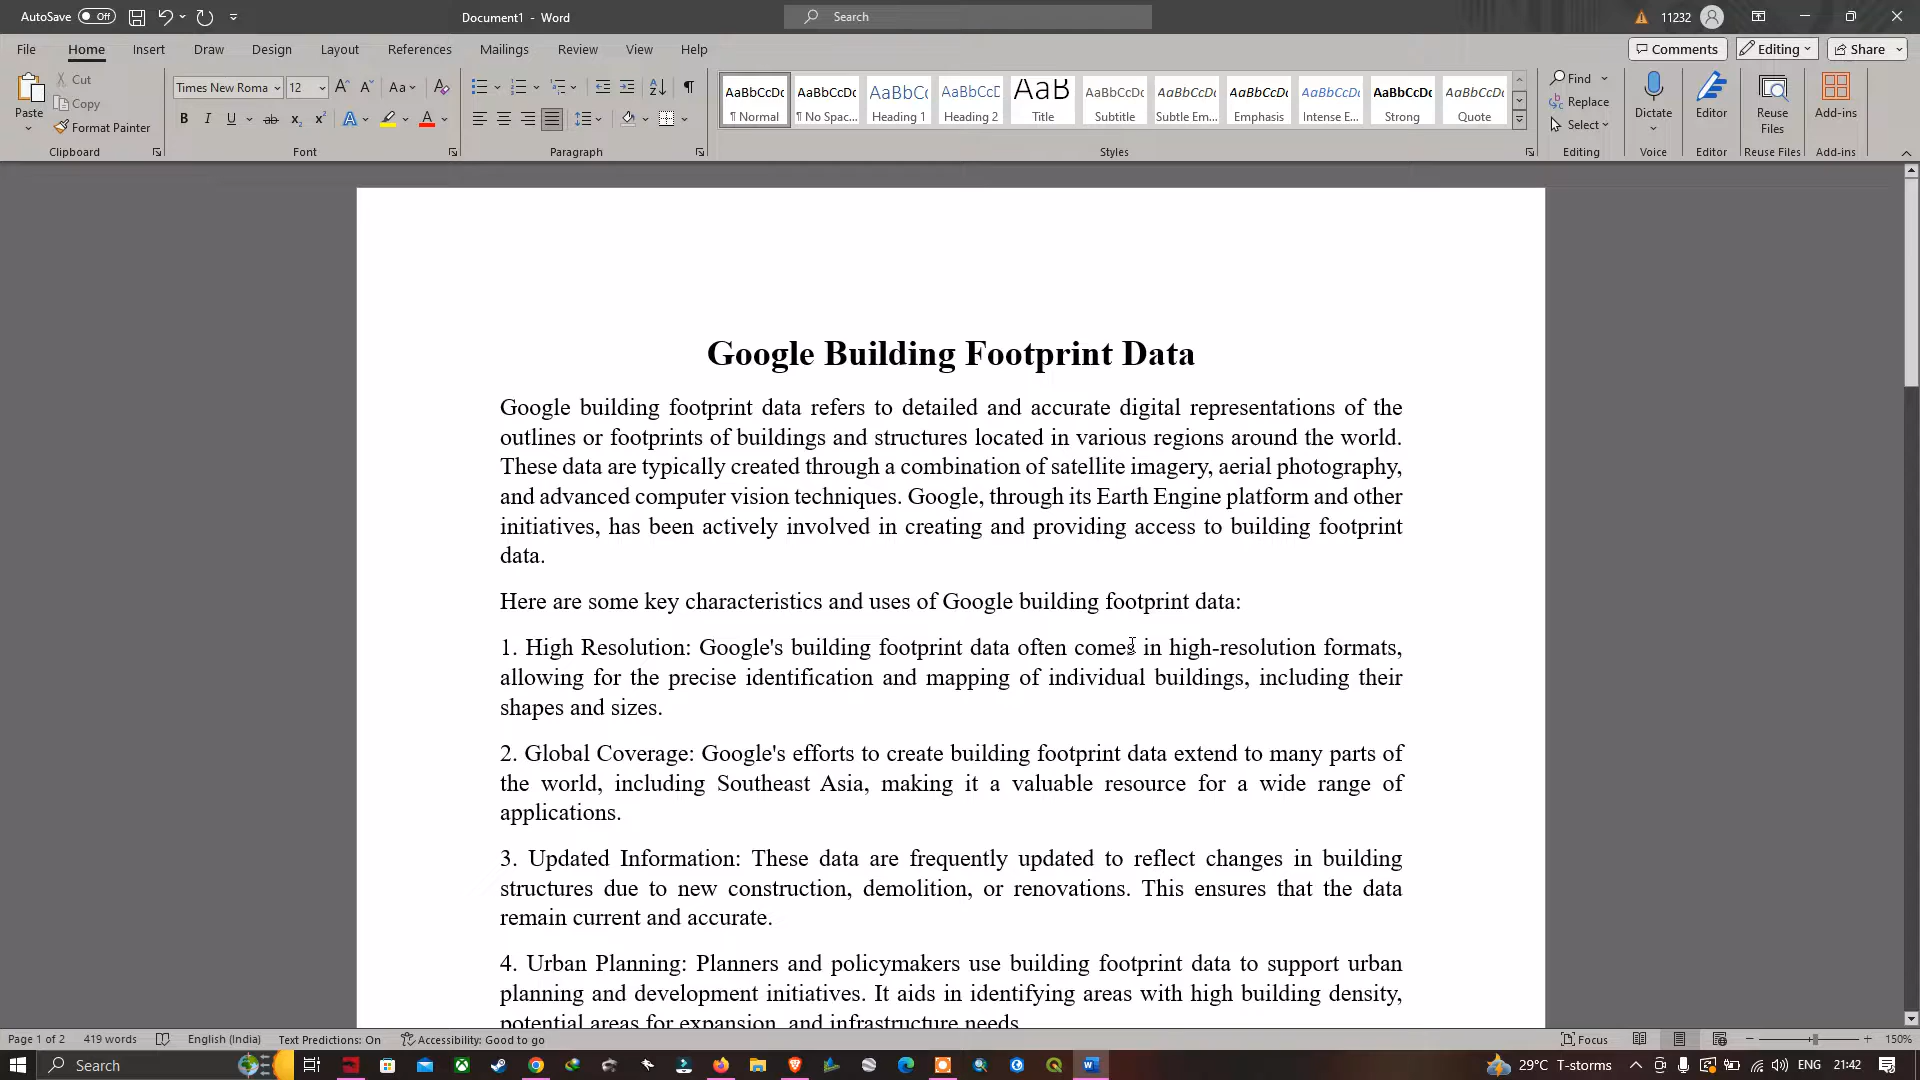 AutoSave Off Document1 - Word Search 11232
File Home Insert Draw Design Layout References Mailings Review View Help Comments Editing Share
Paste Cut Copy Format Painter
Times New Roma 12
AaBbCcDc AaBbCcDc AaBbC AaBbCcD AaB AaBbCcDc AaBbCcDc AaBbCcDc AaBbCcDc AaBbCcDc AaBbCcDc
¶ Normal ¶ No Spac... Heading 1 Heading 2 Title Subtitle Subtle Em... Emphasis Intense E... Strong Quote
Find Replace Select
Dictate Editor Reuse Files Add-ins
Clipboard Font Paragraph Styles Editing Voice Editor Reuse Files Add-ins
Google Building Footprint Data
Google building footprint data refers to detailed and accurate digital representations of the
outlines or footprints of buildings and structures located in various regions around the world.
These data are typically created through a combination of satellite imagery, aerial photography,
and advanced computer vision techniques. Google, through its Earth Engine platform and other
initiatives, has been actively involved in creating and providing access to building footprint
data.
Here are some key characteristics and uses of Google building footprint data:
1. High Resolution: Google's building footprint data often comes in high-resolution formats,
allowing for the precise identification and mapping of individual buildings, including their
shapes and sizes.
2. Global Coverage: Google's efforts to create building footprint data extend to many parts of
the world, including Southeast Asia, making it a valuable resource for a wide range of
applications.
3. Updated Information: These data are frequently updated to reflect changes in building
structures due to new construction, demolition, or renovations. This ensures that the data
remain current and accurate.
4. Urban Planning: Planners and policymakers use building footprint data to support urban
planning and development initiatives. It aids in identifying areas with high building density,
potential areas for expansion, and infrastructure needs.
Page 1 of 2 419 words English (India) Text Predictions: On Accessibility: Good to go Focus 150%
Search 29°C T-storms ENG 21:42